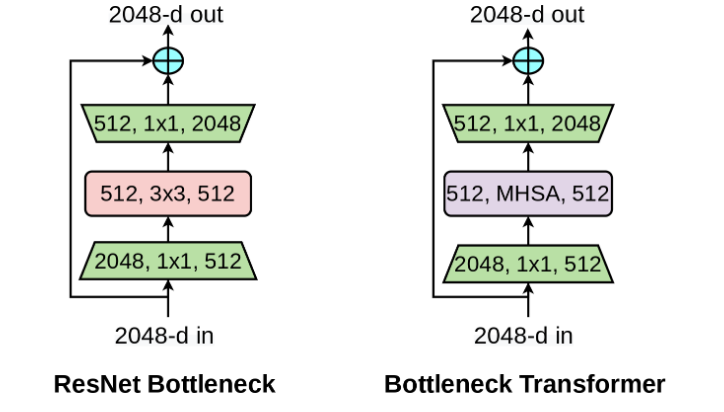 2048-d out
512, 1x1, 2048
512, 3x3, 512
2048, 1x1, 512
2048-d in
ResNet Bottleneck
2048-d out
512, 1x1, 2048
512, MHSA, 512
2048, 1x1, 512
2048-d in
Bottleneck Transformer